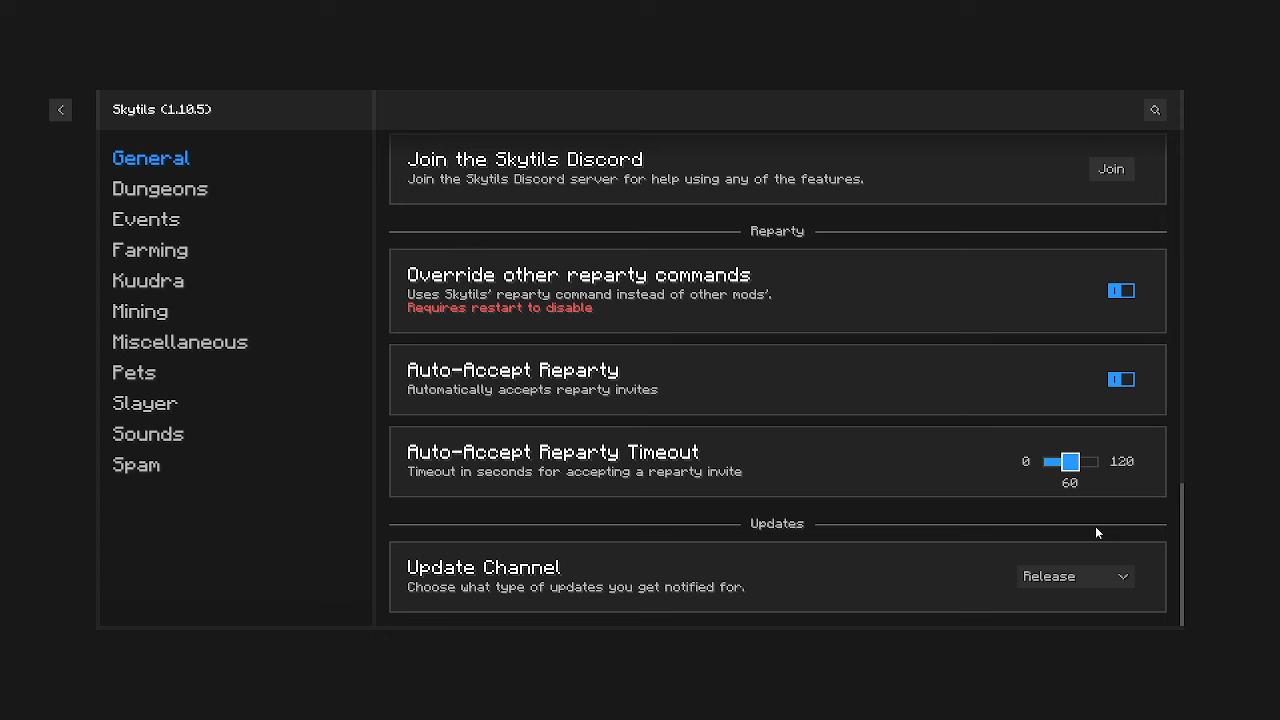 Skytils (1.10.5)
General
Dungeons
Events
Farming
Kuudra
Mining
Miscellaneous
Pets
Slayer
Sounds
Spam
Join the Skytils Discord
Join the Skytils Discord server for help using any of the features.
Join
Reparty
Override other reparty commands
Uses Skytils' reparty command instead of other mods'.
Requires restart to disable
Auto-Accept Reparty
Automatically accepts reparty invites
Auto-Accept Reparty Timeout
Timeout in seconds for accepting a reparty invite
0 120
60
Updates
Update Channel
Choose what type of updates you get notified for.
Release